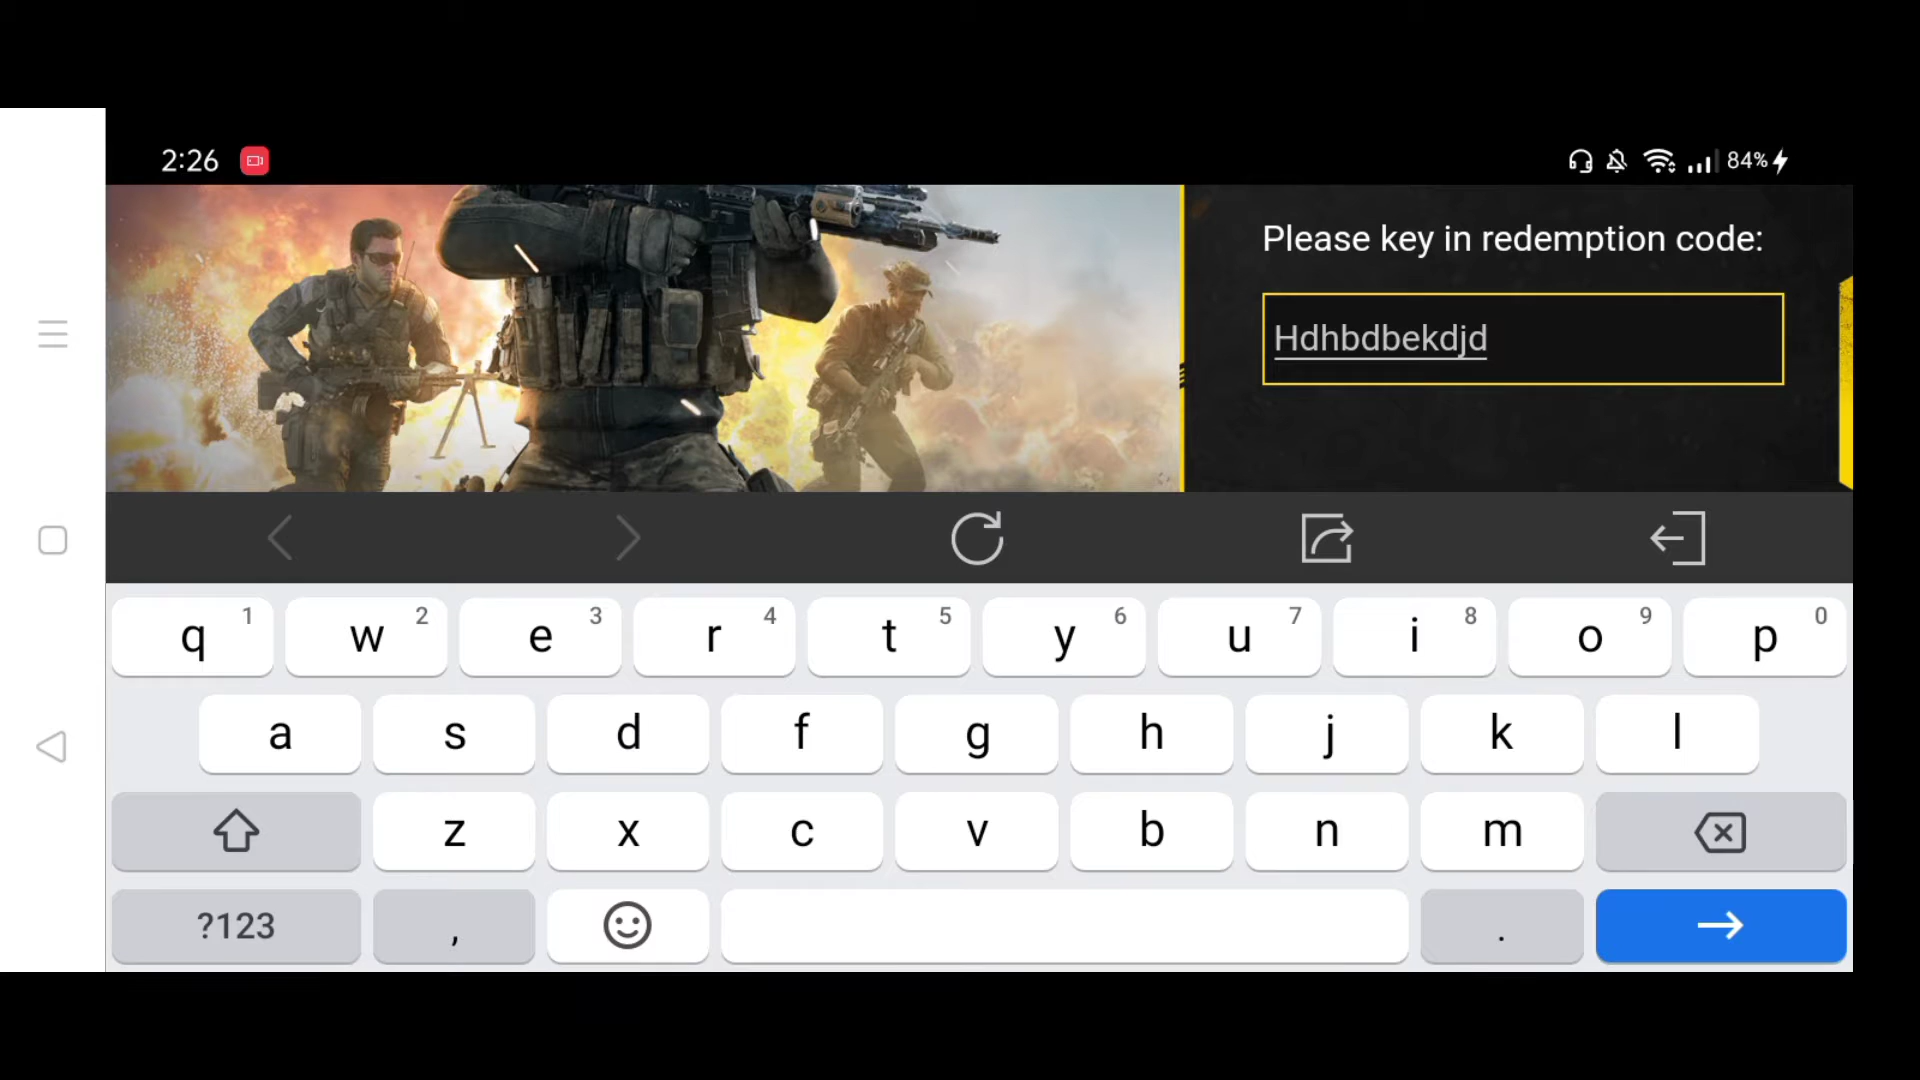 2:26
84%
Please key in redemption code:
Hdhbdbekdjd
q 1 w 2 e 3 r 4 t 5 y 6 u 7 i 8 o 9 p 0
a s d f g h j k l
z x c v b n m
?123 , .